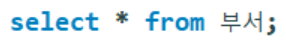 select * from 부서;